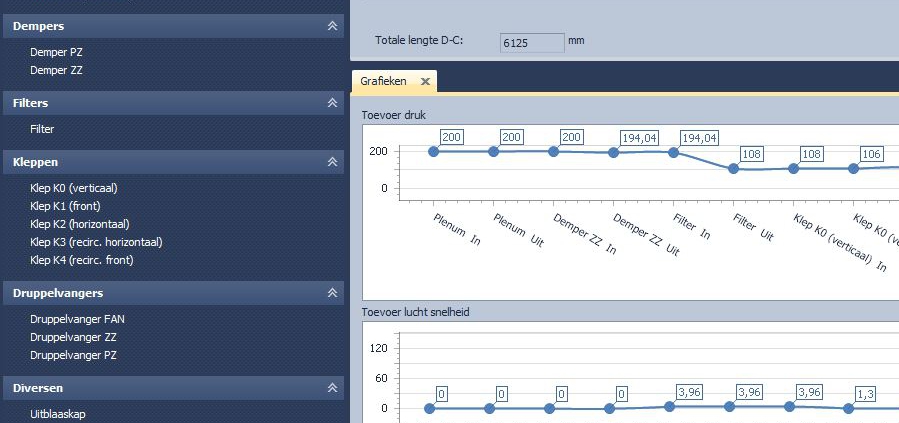 Dempers
Demper PZ
Demper ZZ
Filters
Filter
Kleppen
Klep K0 (verticaal)
Klep K1 (front)
Klep K2 (horizontaal)
Klep K3 (recirc. horizontaal)
Klep K4 (recirc. front)
Druppelvangers
Druppelvanger FAN
Druppelvanger ZZ
Druppelvanger PZ
Diversen
Uitblaaskap
Totale lengte D-C: 6125 mm
Grafieken
Toevoer druk
200 200 200 194,04 194,04 108 108 106
200
0
Plenum In
Plenum Uit
Demper ZZ In
Demper ZZ Uit
Filter In
Filter Uit
Klep K0 (verticaal) In
Klep K0 (v
Toevoer lucht snelheid
120
60
0 0 0 0 3,96 3,96 3,96 1,3
0